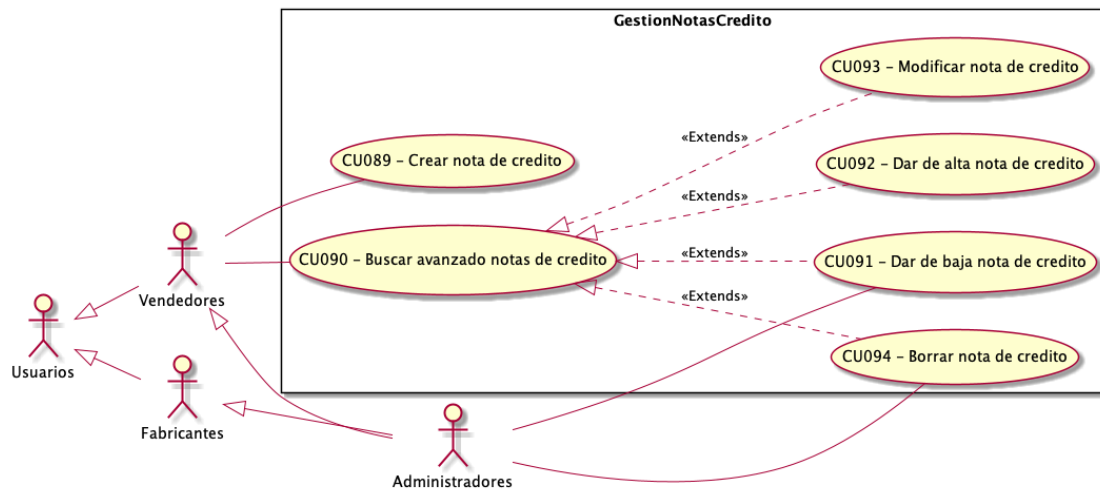 GestionNotasCredito
CU093 – Modificar nota de credito
«Extends»
CU089 – Crear nota de credito
CU092 – Dar de alta nota de credito
«Extends»
CU090 – Buscar avanzado notas de credito
«Extends»
CU091 – Dar de baja nota de credito
Vendedores
«Extends»
CU094 – Borrar nota de credito
Usuarios
Fabricantes
Administradores